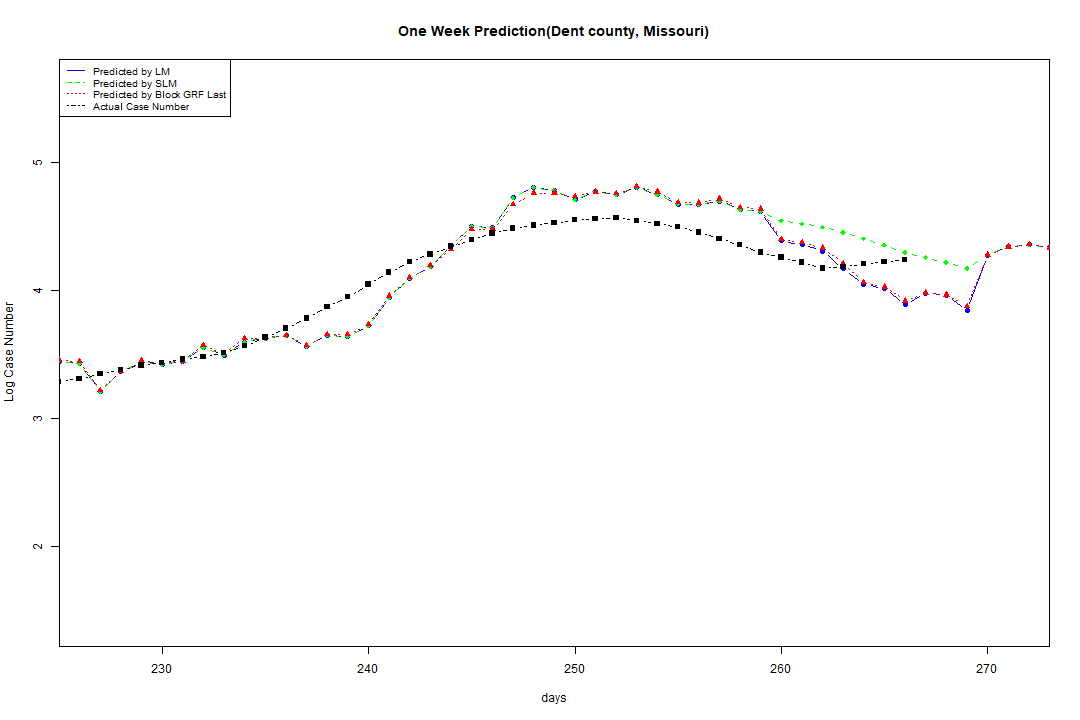 One Week Prediction(Dent county, Missouri)
Predicted by LM
Predicted by SLM
Predicted by Block GRF Last
Actual Case Number
5
4
3
2
Log Case Number
230 240 250 260 270
days